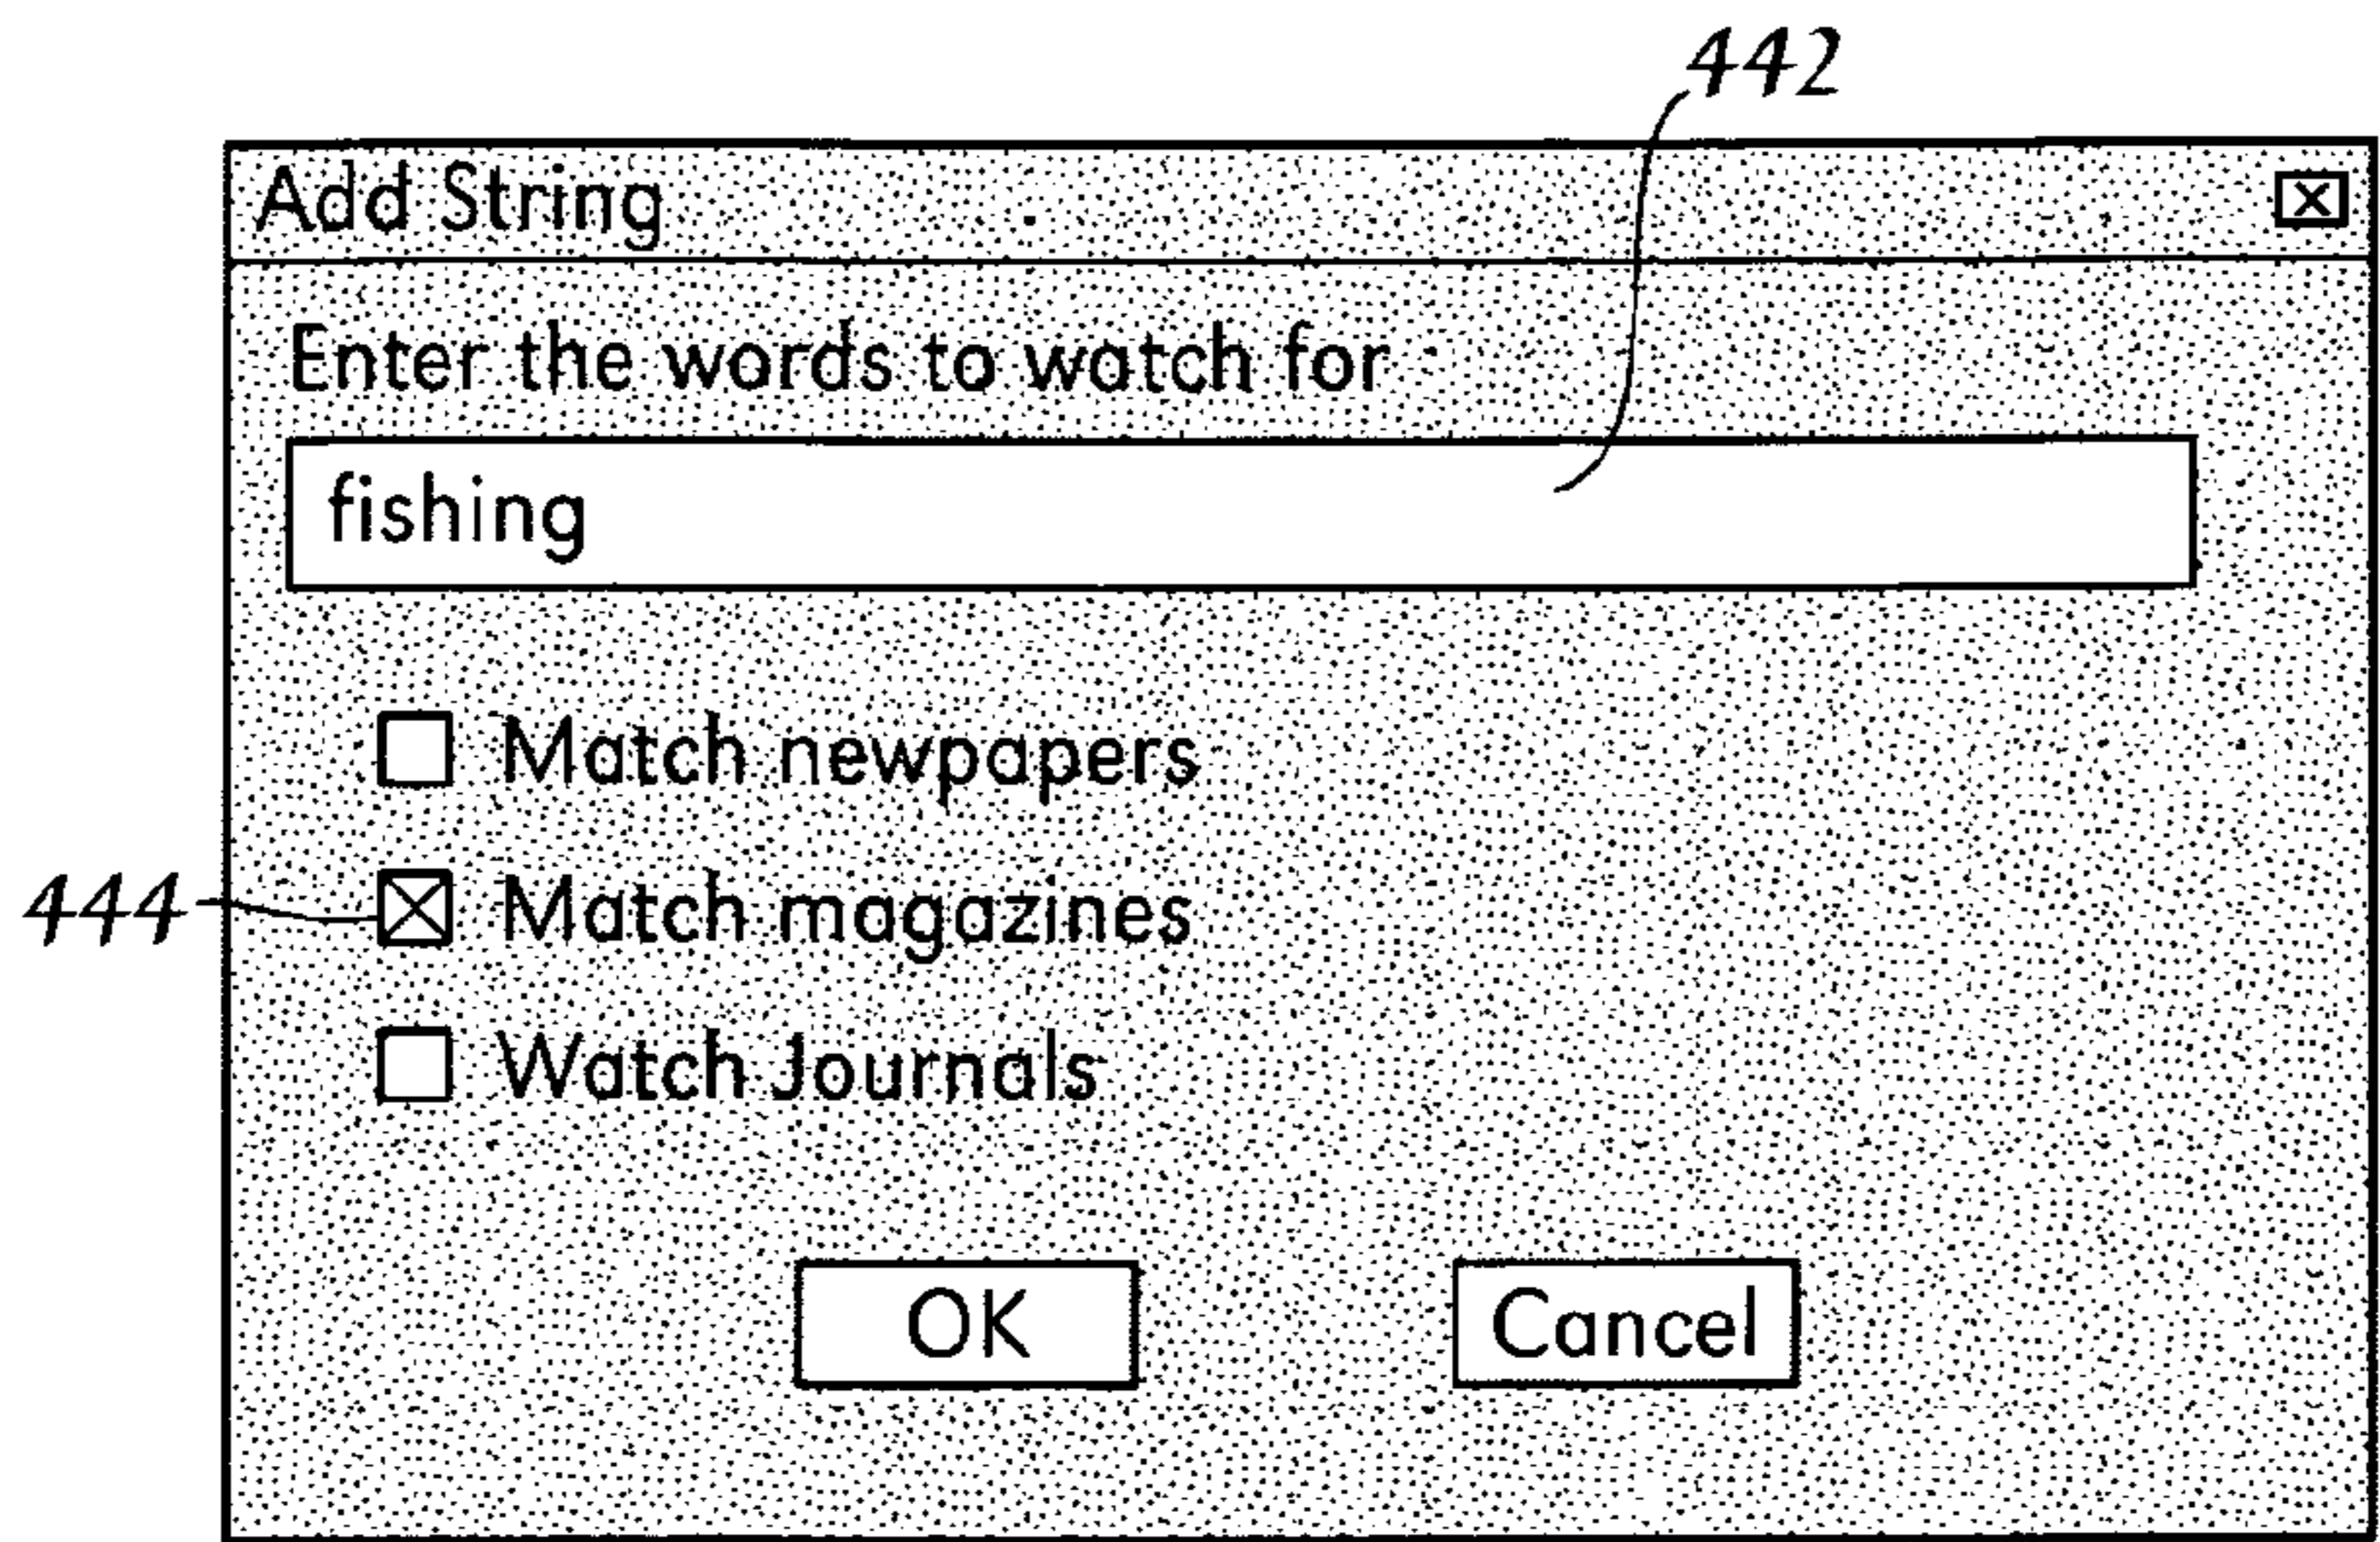 442
Add String
Enter the words to watch for
fishing
Match newpapers
444
Match magazines
Watch Journals
OK
Cancel